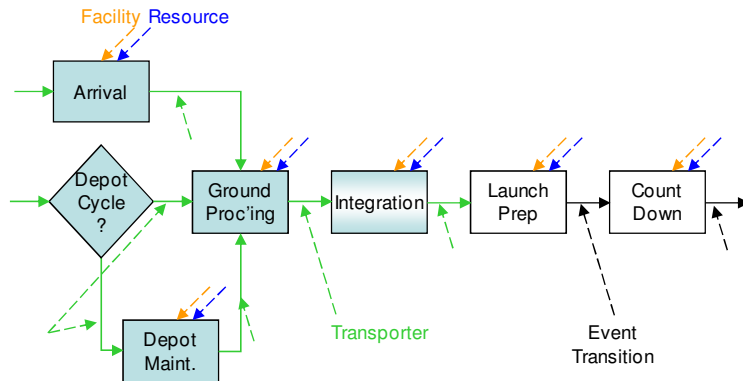 Facility Resource
Arrival
Depot
Cycle
?
Ground
Proc'ing
Integration
Launch
Prep
Count
Down
Depot
Maint.
Transporter
Event
Transition